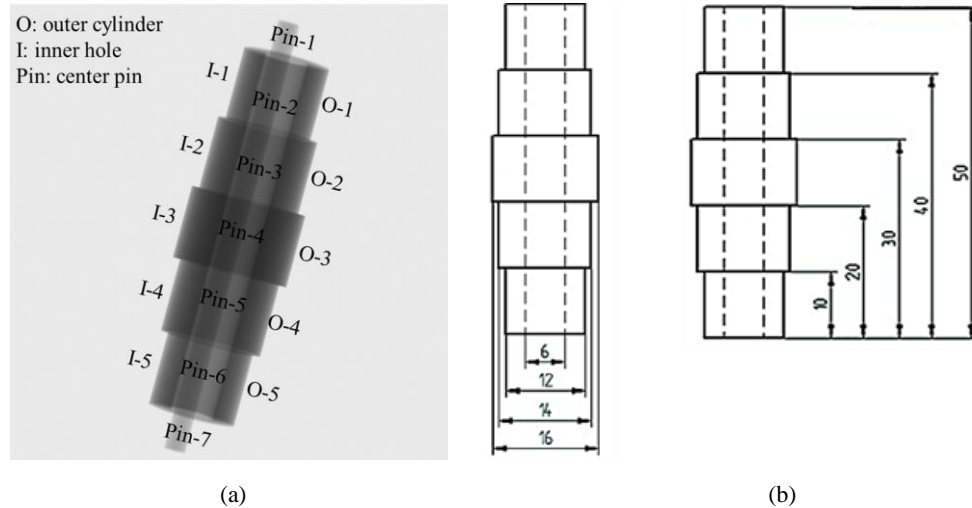 O: outer cylinder
I: inner hole
Pin: center pin
Pin-1
I-1
Pin-2
O-1
I-2
Pin-3
O-2
I-3
Pin-4
O-3
I-4
Pin-5
O-4
I-5
Pin-6
O-5
Pin-7
6
12
14
16
10
20
30
40
50
(a)
(b)